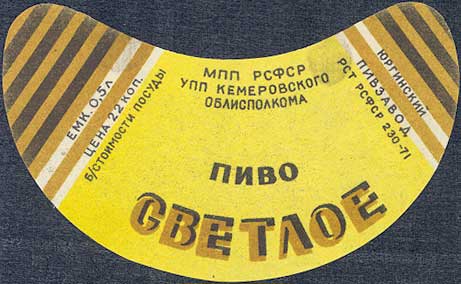 ЕМК. 0,5 Л
ЦЕНА 22 КОП.
Б/СТОИМОСТИ ПОСУДЫ
МПП РСФСР
УПП КЕМЕРОВСКОГО
ОБЛИСПОЛКОМА
ПИВО
СВЕТЛОЕ
ЮРГИНСКИЙ
ПИВЗАВОД
РСТ РСФСР 230-71